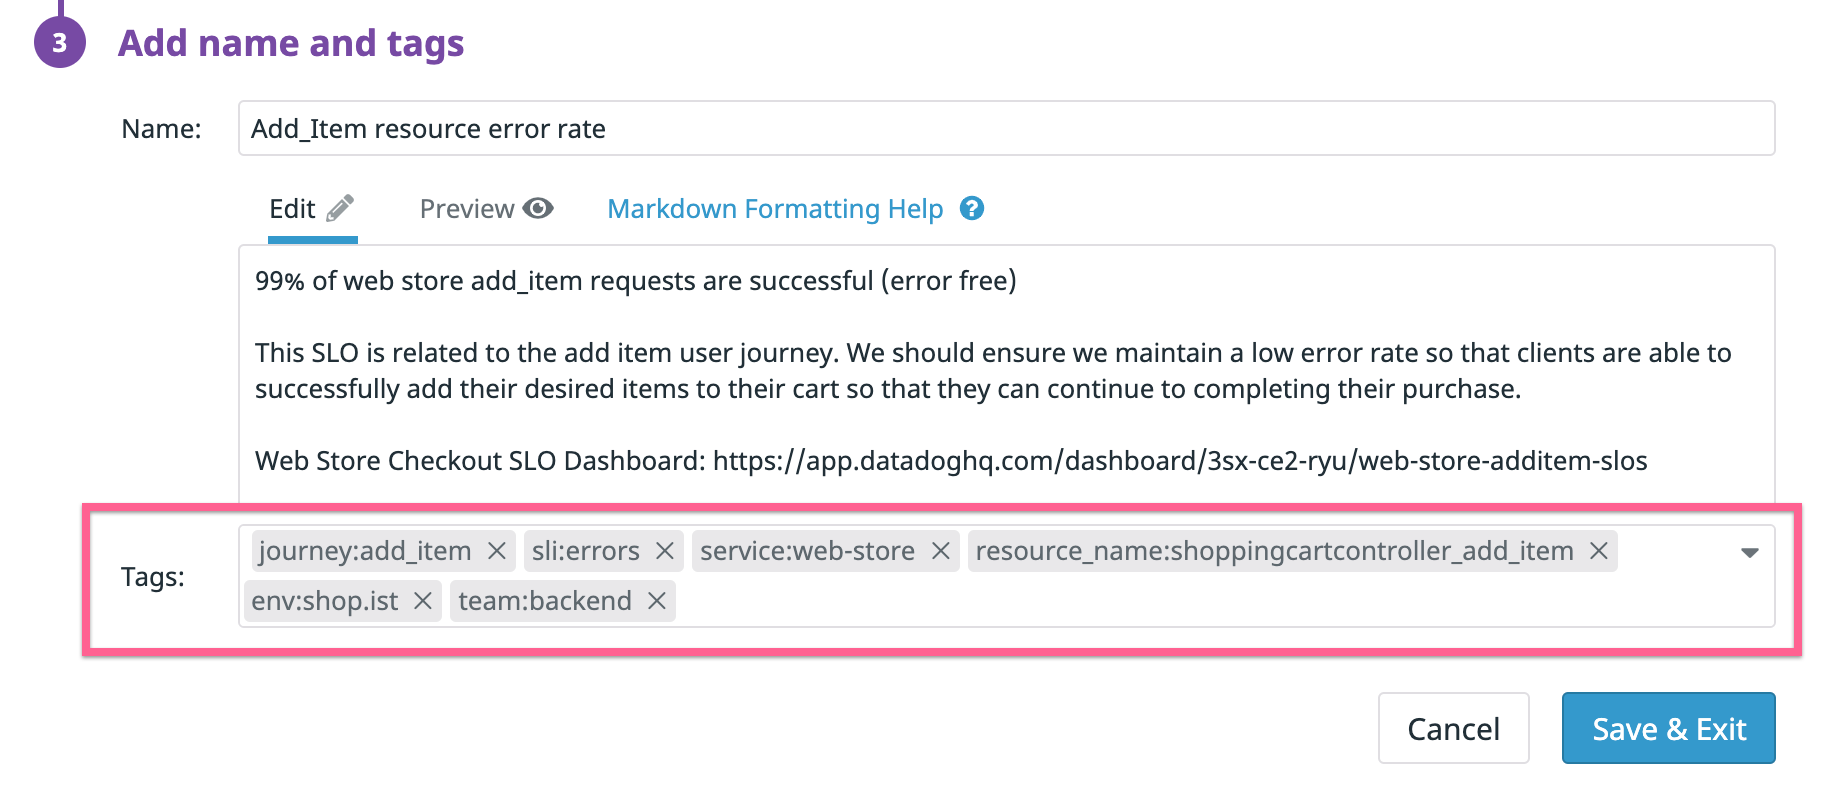 3 Add name and tags
Name: Add_Item resource error rate
Edit Preview Markdown Formatting Help ?
99% of web store add_item requests are successful (error free)
This SLO is related to the add item user journey. We should ensure we maintain a low error rate so that clients are able to
successfully add their desired items to their cart so that they can continue to completing their purchase.
Web Store Checkout SLO Dashboard: https://app.datadoghq.com/dashboard/3sx-ce2-ryu/web-store-additem-slos
Tags:
journey:add_item × sli:errors × service:web-store × resource_name:shoppingcartcontroller_add_item ×
env:shop.ist × team:backend ×
Cancel Save & Exit